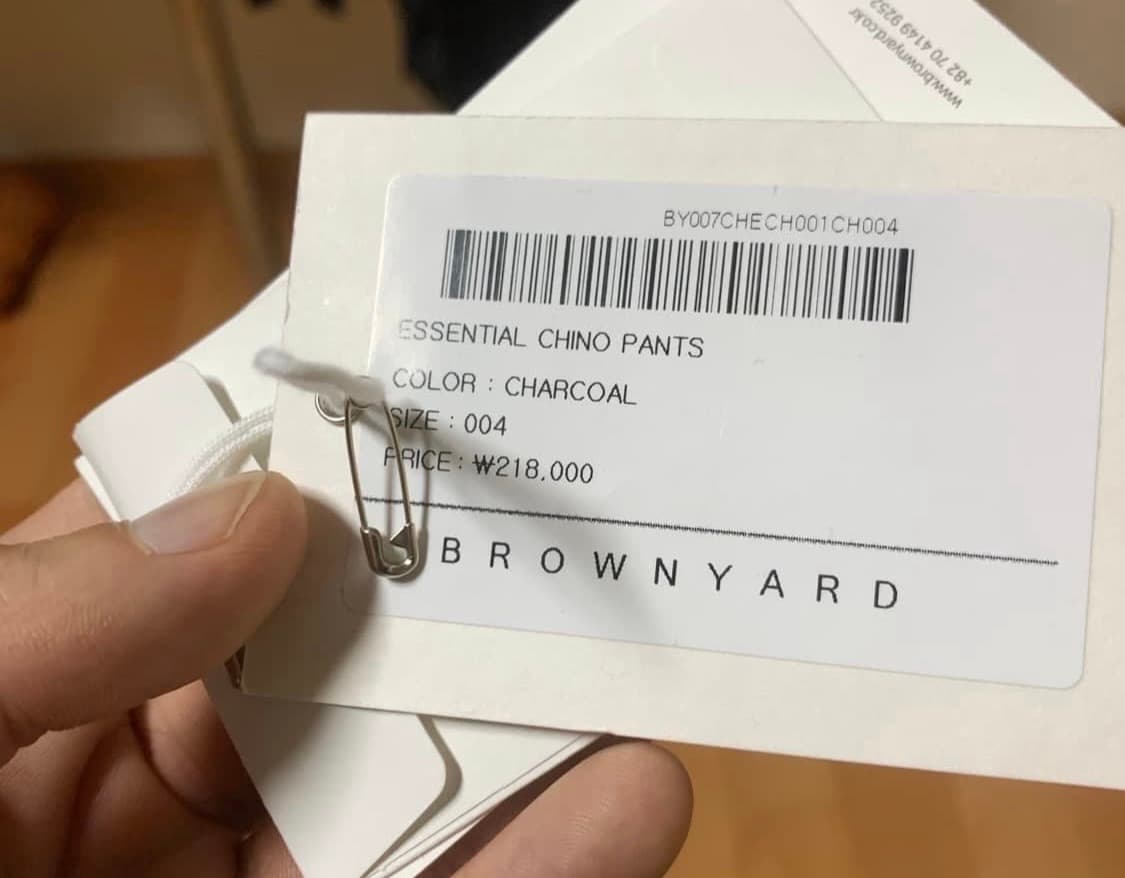 www.brownyard.co.kr
+82 70 4149 9252
BY007CHECH001CH004
ESSENTIAL CHINO PANTS
COLOR : CHARCOAL
SIZE : 004
PRICE : ₩218,000
BROWNYARD